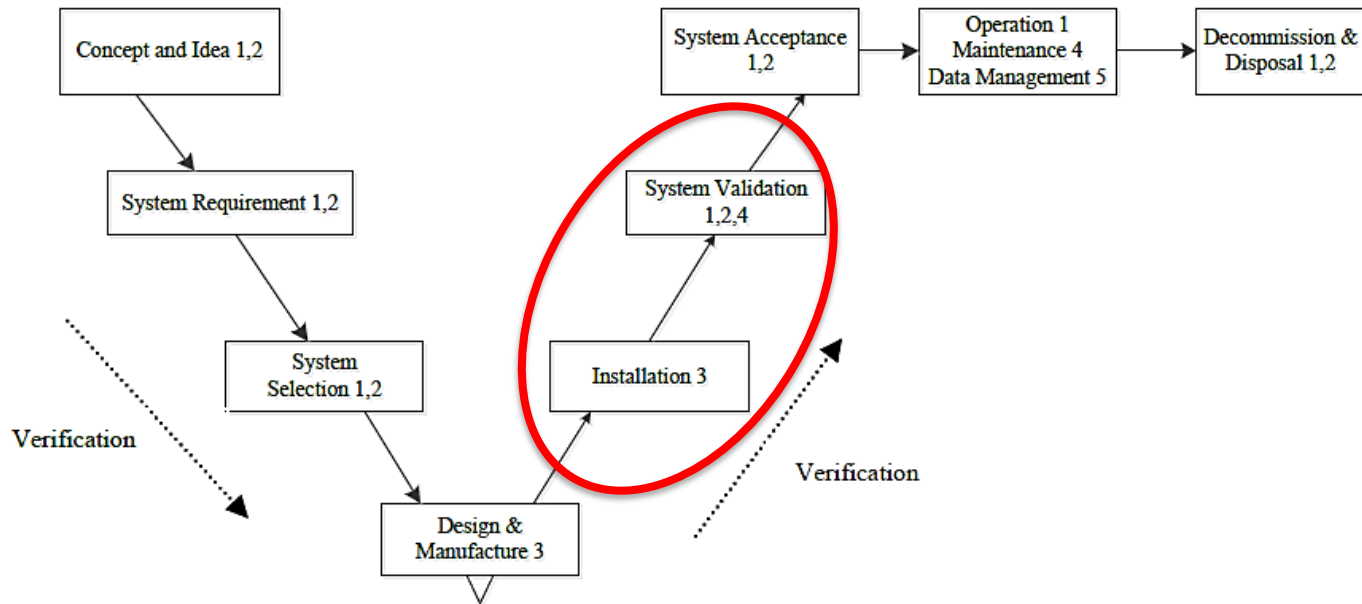 Concept and Idea 1,2
System Acceptance
1,2
Operation 1
Maintenance 4
Data Management 5
Decommission &
Disposal 1,2
System Requirement 1,2
System Validation
1,2,4
System
Selection 1,2
Installation 3
Verification
Verification
Design &
Manufacture 3